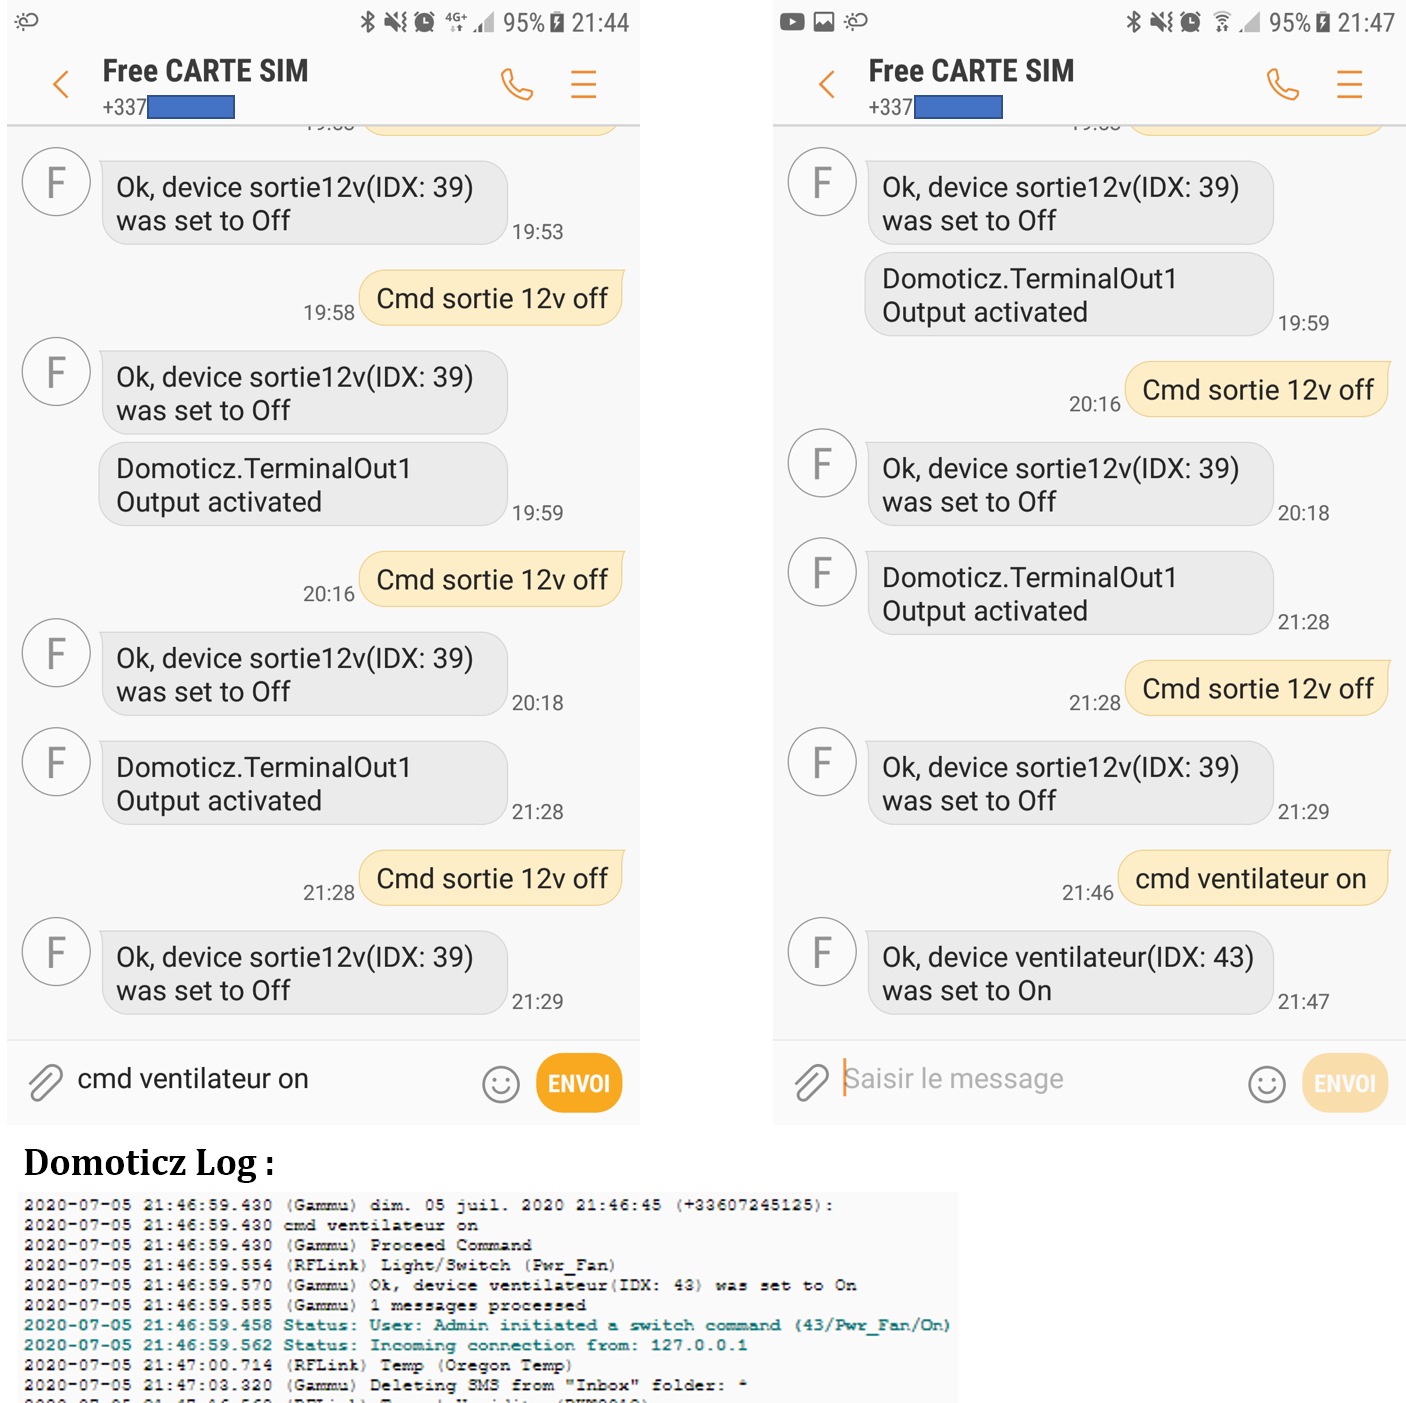 95% 21:44
Free CARTE SIM
+337
F
Ok, device sortie12v(IDX: 39)
was set to Off
19:53
Cmd sortie 12v off
19:58
F
Ok, device sortie12v(IDX: 39)
was set to Off
Domoticz.TerminalOut1
Output activated
19:59
Cmd sortie 12v off
20:16
F
Ok, device sortie12v(IDX: 39)
was set to Off
20:18
F
Domoticz.TerminalOut1
Output activated
21:28
Cmd sortie 12v off
21:28
F
Ok, device sortie12v(IDX: 39)
was set to Off
21:29
cmd ventilateur on
ENVOI
95% 21:47
Free CARTE SIM
+337
F
Ok, device sortie12v(IDX: 39)
was set to Off
Domoticz.TerminalOut1
Output activated
19:59
Cmd sortie 12v off
20:16
F
Ok, device sortie12v(IDX: 39)
was set to Off
20:18
F
Domoticz.TerminalOut1
Output activated
21:28
Cmd sortie 12v off
21:28
F
Ok, device sortie12v(IDX: 39)
was set to Off
21:29
cmd ventilateur on
21:46
F
Ok, device ventilateur(IDX: 43)
was set to On
21:47
Saisir le message
ENVOI
Domoticz Log :
2020-07-05 21:46:59.430 (Gammu) dim. 05 juil. 2020 21:46:45 (+33607245125):
2020-07-05 21:46:59.430 cmd ventilateur on
2020-07-05 21:46:59.430 (Gammu) Proceed Command
2020-07-05 21:46:59.554 (RFLink) Light/Switch (Pwr_Fan)
2020-07-05 21:46:59.570 (Gammu) Ok, device ventilateur(IDX: 43) was set to On
2020-07-05 21:46:59.585 (Gammu) 1 messages processed
2020-07-05 21:46:59.458 Status: User: Admin initiated a switch command (43/Pwr_Fan/On)
2020-07-05 21:46:59.562 Status: Incoming connection from: 127.0.0.1
2020-07-05 21:47:00.714 (RFLink) Temp (Oregon Temp)
2020-07-05 21:47:03.320 (Gammu) Deleting SMS from "Inbox" folder: *